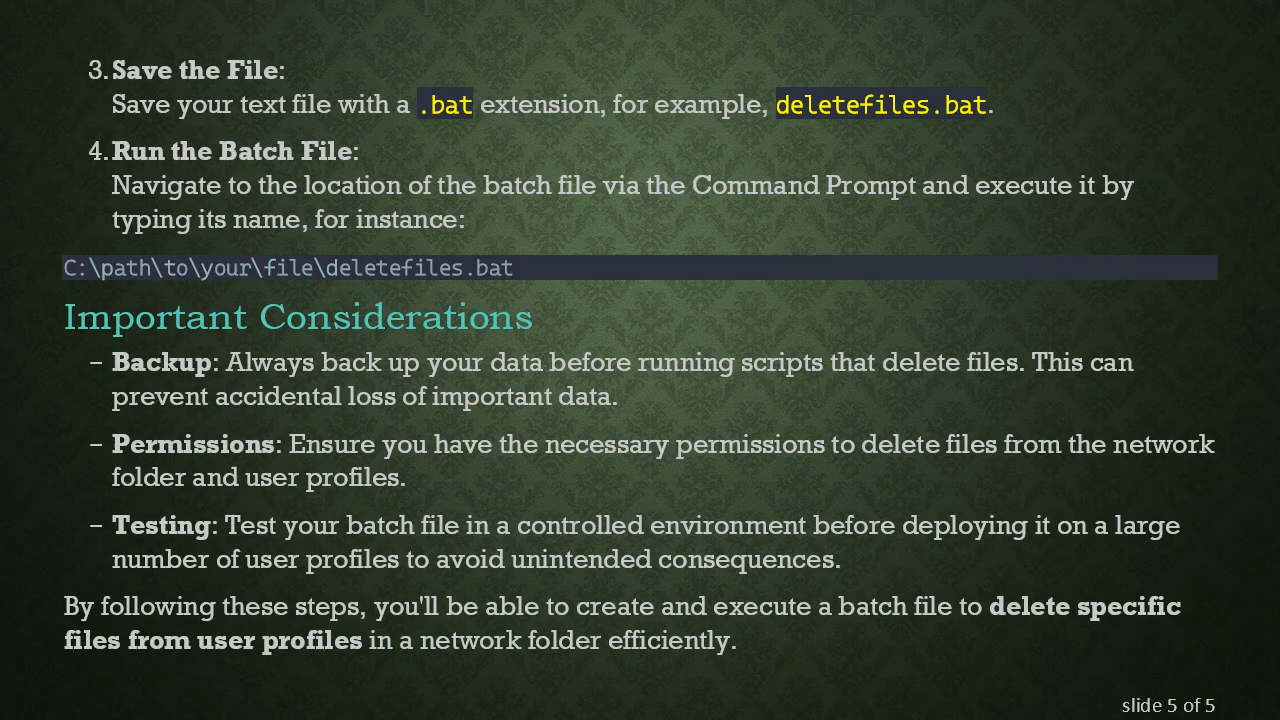 3. Save the File:
Save your text file with a .bat extension, for example, deletefiles.bat.
4. Run the Batch File:
Navigate to the location of the batch file via the Command Prompt and execute it by
typing its name, for instance:
C:\path\to\your\file\deletefiles.bat
Important Considerations
– Backup: Always back up your data before running scripts that delete files. This can
prevent accidental loss of important data.
– Permissions: Ensure you have the necessary permissions to delete files from the network
folder and user profiles.
– Testing: Test your batch file in a controlled environment before deploying it on a large
number of user profiles to avoid unintended consequences.
By following these steps, you'll be able to create and execute a batch file to delete specific
files from user profiles in a network folder efficiently.
slide 5 of 5